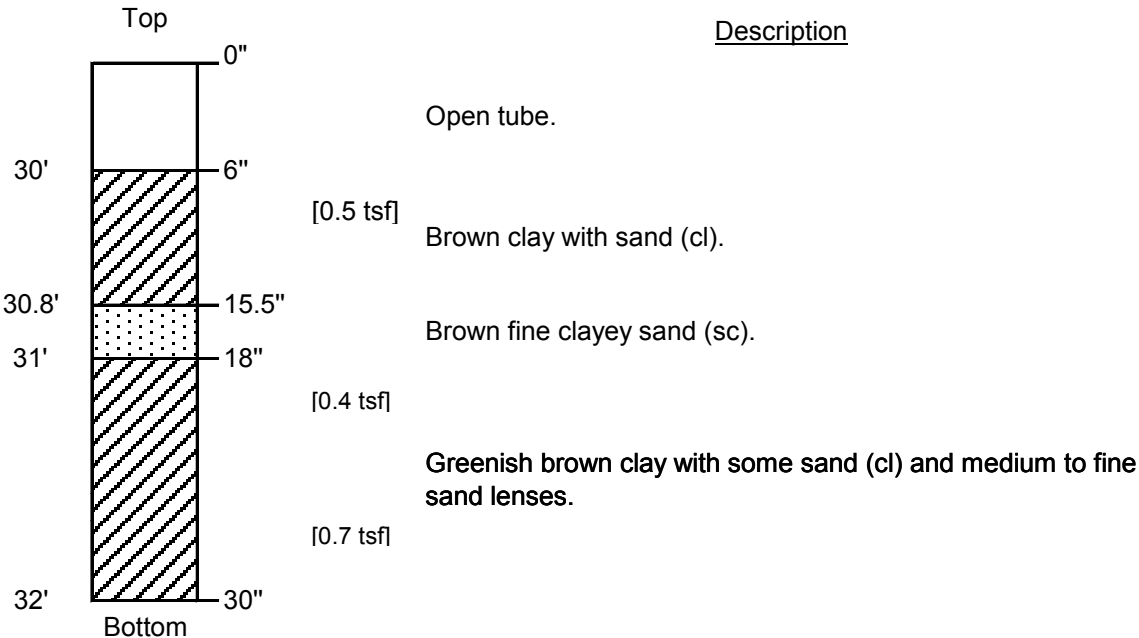 Top
Description
0"
Open tube.
30'
6"
[0.5 tsf]
Brown clay with sand (cl).
30.8'
15.5"
Brown fine clayey sand (sc).
31'
18"
[0.4 tsf]
Greenish brown clay with some sand (cl) and medium to fine
sand lenses.
[0.7 tsf]
32'
30"
Bottom